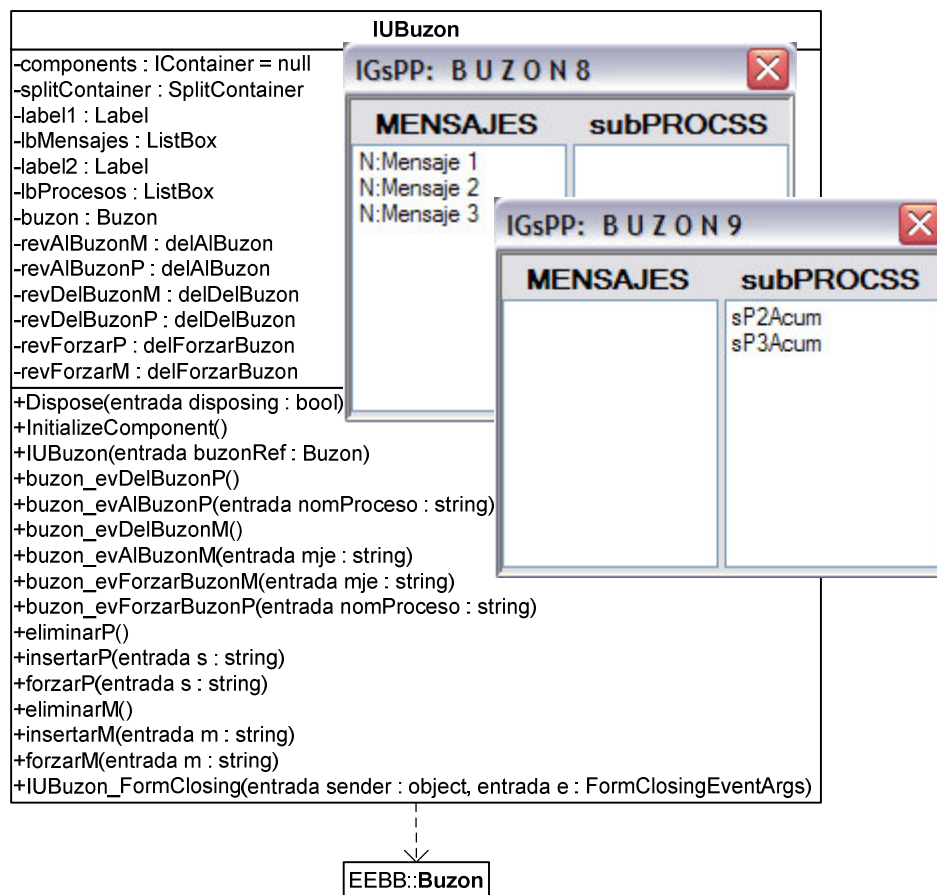 IUBuzon
-components : IContainer = null
-splitContainer : SplitContainer
-label1 : Label
-lbMensajes : ListBox
-label2 : Label
-lbProcesos : ListBox
-buzon : Buzon
-revAlBuzonM : delAlBuzon
-revAlBuzonP : delAlBuzon
-revDelBuzonM : delDelBuzon
-revDelBuzonP : delDelBuzon
-revForzarP : delForzarBuzon
-revForzarM : delForzarBuzon
+Dispose(entrada disposing : bool)
+InitializeComponent()
+IUBuzon(entrada buzonRef : Buzon)
+buzon_evDelBuzonP()
+buzon_evAlBuzonP(entrada nomProceso : string)
+buzon_evDelBuzonM()
+buzon_evAlBuzonM(entrada mje : string)
+buzon_evForzarBuzonM(entrada mje : string)
+buzon_evForzarBuzonP(entrada nomProceso : string)
+eliminarP()
+insertarP(entrada s : string)
+forzarP(entrada s : string)
+eliminarM()
+insertarM(entrada m : string)
+forzarM(entrada m : string)
+IUBuzon_FormClosing(entrada sender : object, entrada e : FormClosingEventArgs)
IGsPP: B U Z O N 8
MENSAJES subPROCSS
N:Mensaje 1
N:Mensaje 2
N:Mensaje 3
IGsPP: B U Z O N 9
MENSAJES subPROCSS
sP2Acum
sP3Acum
EEBB::Buzon